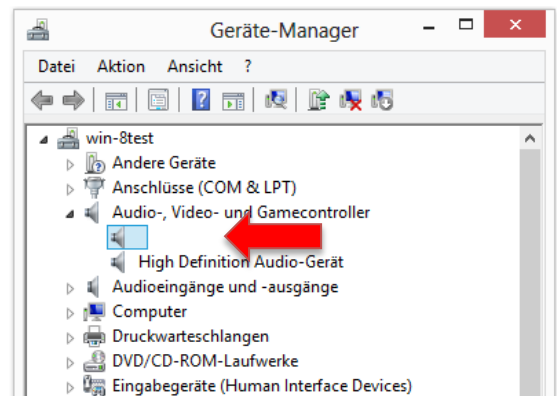 Geräte-Manager
Datei Aktion Ansicht ?
win-8test
Andere Geräte
Anschlüsse (COM & LPT)
Audio-, Video- und Gamecontroller
High Definition Audio-Gerät
Audioeingänge und -ausgänge
Computer
Druckwarteschlangen
DVD/CD-ROM-Laufwerke
Eingabegeräte (Human Interface Devices)